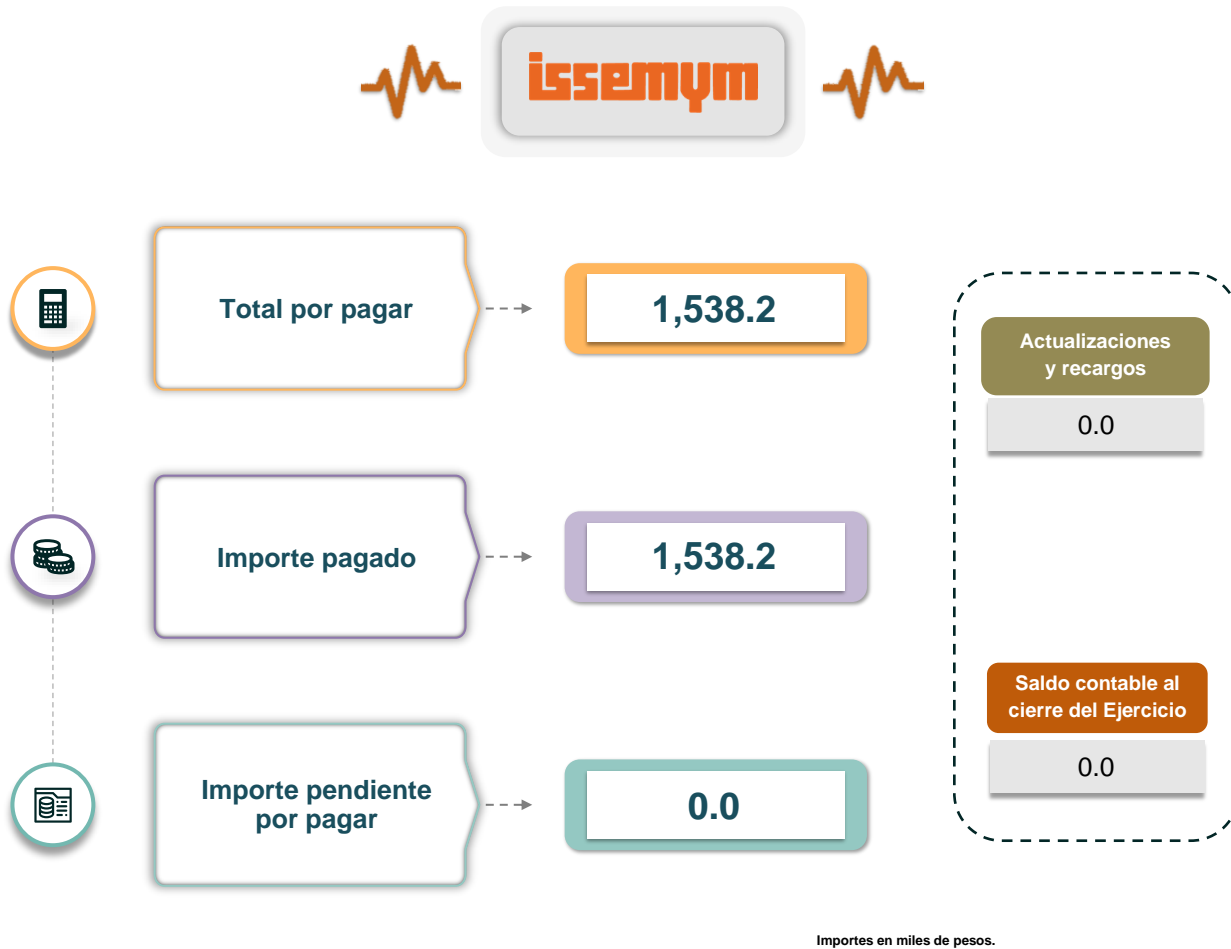 issemym
Total por pagar
1,538.2
Actualizaciones
y recargos
0.0
Importe pagado
1,538.2
Saldo contable al
cierre del Ejercicio
0.0
Importe pendiente
por pagar
0.0
Importes en miles de pesos.